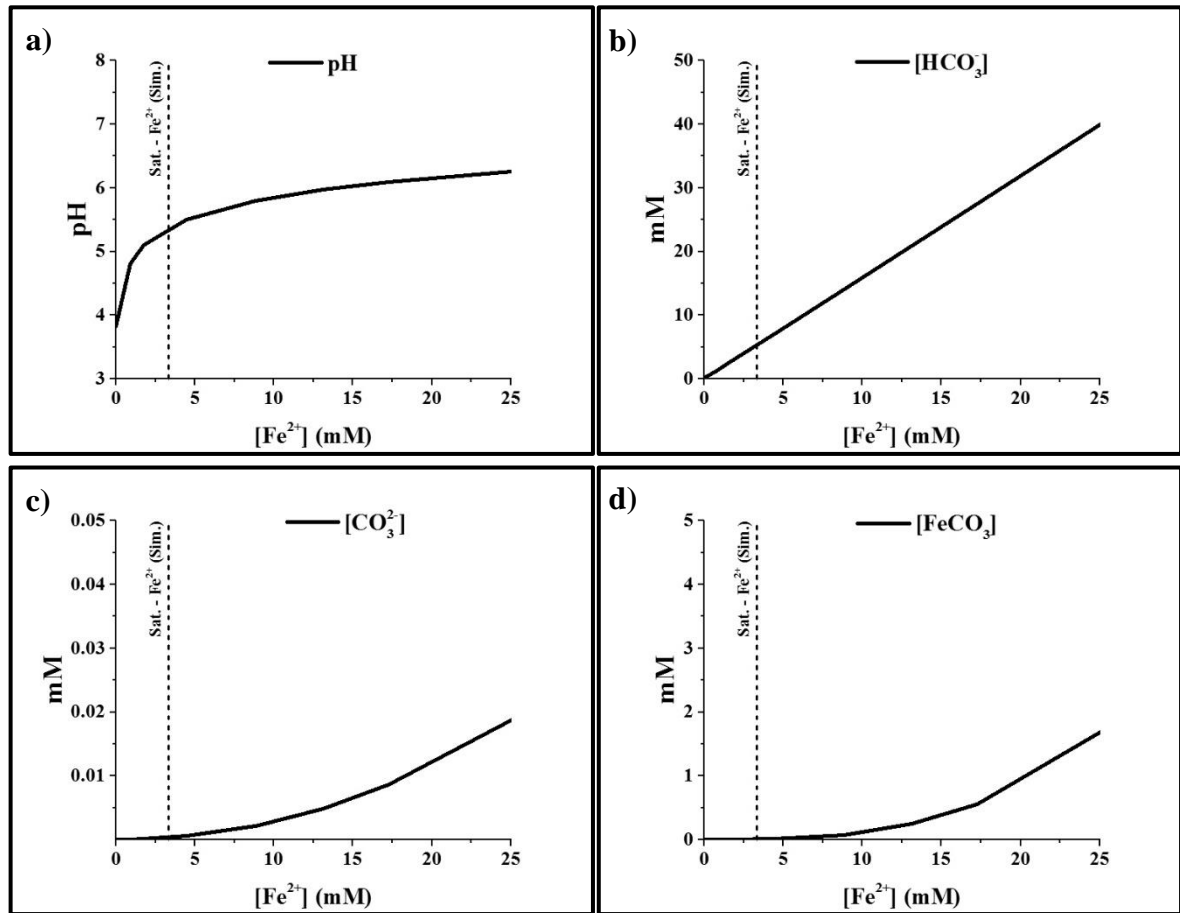 a)
pH
8
7
6
5
4
3
pH
Sat. - Fe²⁺ (Sim.)
0 5 10 15 20 25
[Fe²⁺] (mM)
b)
[HCO₃⁻]
50
40
30
20
10
0
mM
Sat. - Fe²⁺ (Sim.)
0 5 10 15 20 25
[Fe²⁺] (mM)
c)
[CO₃²⁻]
0.05
0.04
0.03
0.02
0.01
mM
Sat. - Fe²⁺ (Sim.)
0 5 10 15 20 25
[Fe²⁺] (mM)
d)
[FeCO₃]
5
4
3
2
1
0
mM
Sat. - Fe²⁺ (Sim.)
0 5 10 15 20 25
[Fe²⁺] (mM)